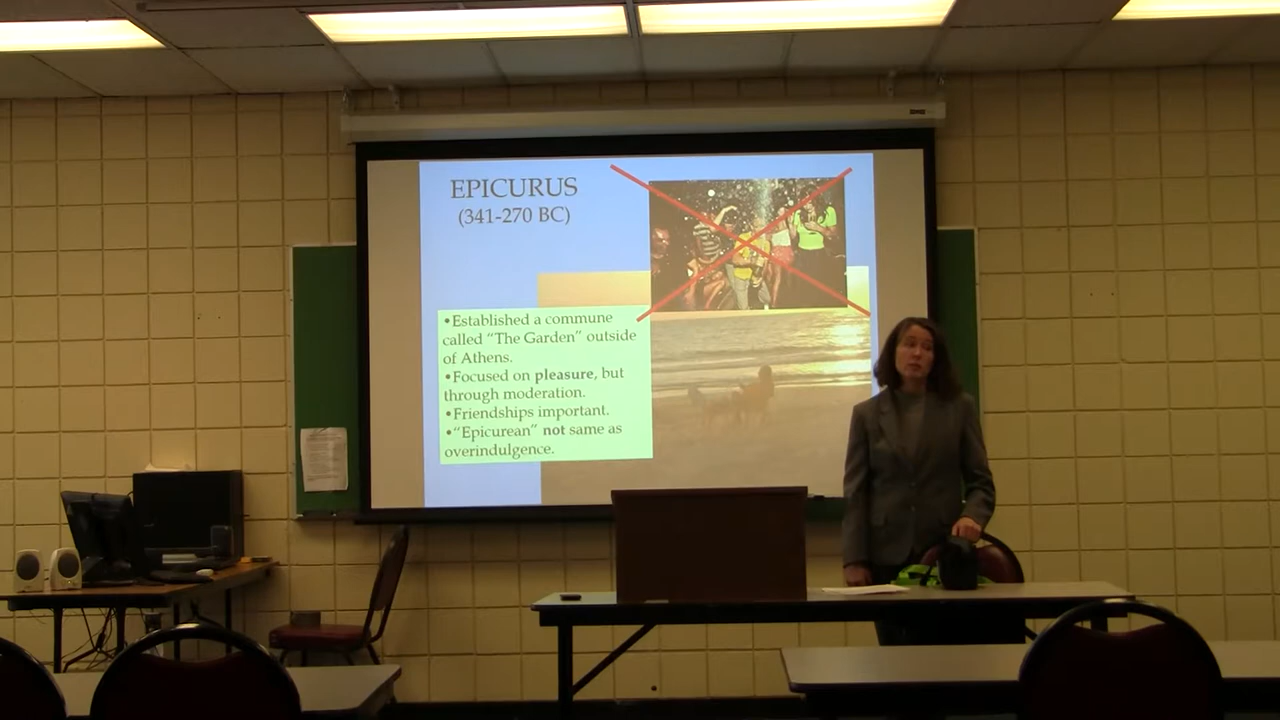 EPICURUS
(341-270 BC)
•Established a commune
called "The Garden" outside
of Athens.
•Focused on pleasure, but
through moderation.
•Friendships important.
•"Epicurean" not same as
overindulgence.